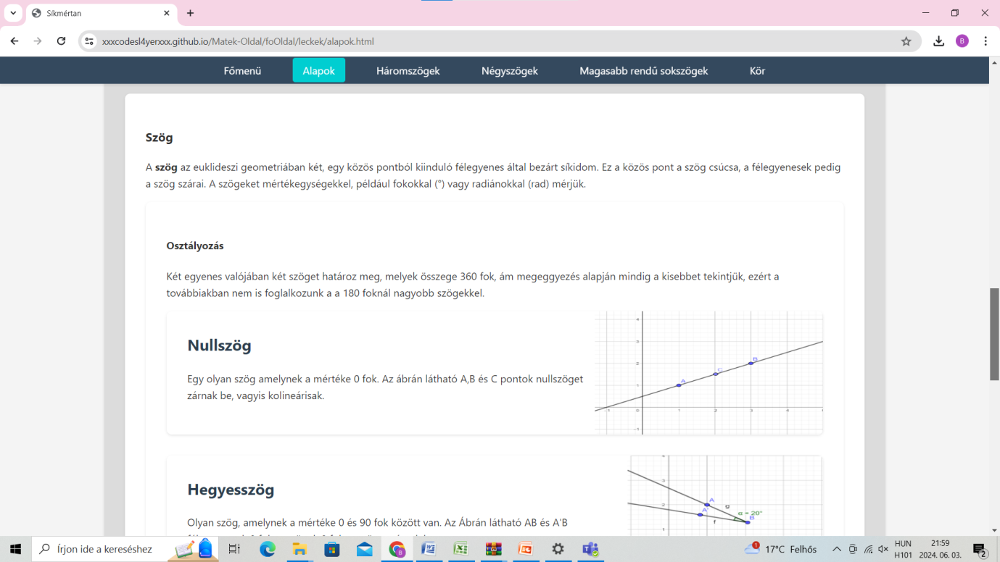 Síkmértan
xxxcodesl4yerxxx.github.io/Matek-Oldal/foOldal/leckek/alapok.html
B
Főmenü Alapok Háromszögek Négyszögek Magasabb rendű sokszögek Kör
Szög
A szög az euklideszi geometriában két, egy közös pontból kiinduló félegyenes által bezárt síkidom. Ez a közös pont a szög csúcsa, a félegyenesek pedig
a szög szárai. A szögeket mértékegységekkel, például fokokkal (°) vagy radiánokkal (rad) mérjük.
Osztályozás
Két egyenes valójában két szöget határoz meg, melyek összege 360 fok, ám megeggyezés alapján mindig a kisebbet tekintjük, ezért a
továbbiakban nem is foglalkozunk a a 180 foknál nagyobb szögekkel.
Nullszög
Egy olyan szög amelynek a mértéke 0 fok. Az ábrán látható A,B és C pontok nullszöget
zárnak be, vagyis kolineárisak.
4
3
2
1
-1
-1 0 1 2 3 4
A C B
Hegyesszög
Olyan szög, amelynek a mértéke 0 és 90 fok között van. Az Ábrán látható AB és A'B
3
2
1
A
g
A'
f
α = 20°
B
Írjon ide a kereséshez
1
17°C Felhős
HUN
H101
21:59
2024. 06. 03.
2